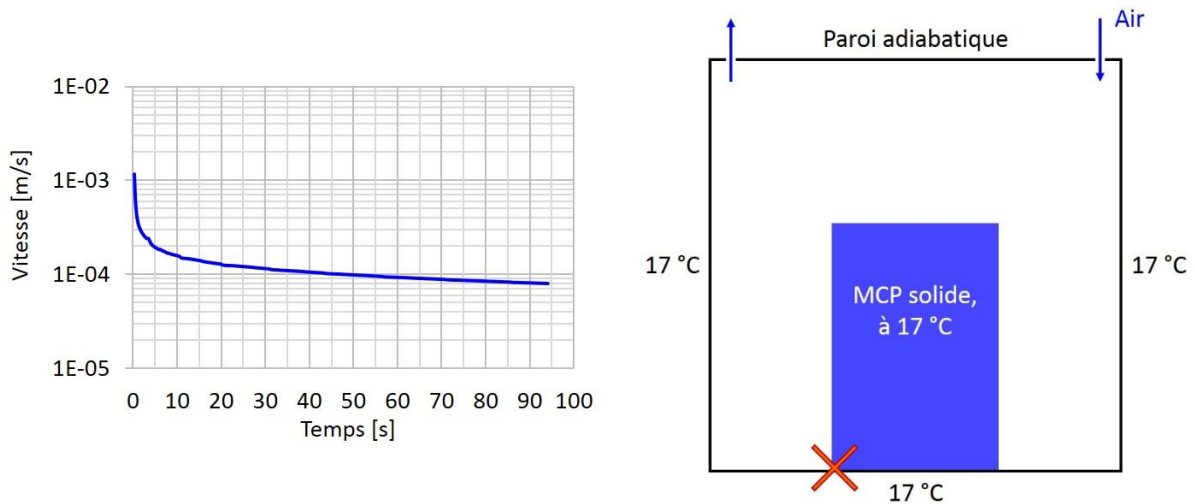 1E-02
1E-03
1E-04
1E-05
Vitesse [m/s]
0 10 20 30 40 50 60 70 80 90 100
Temps [s]
Air
Paroi adiabatique
17 °C
MCP solide,
à 17 °C
17 °C
17 °C